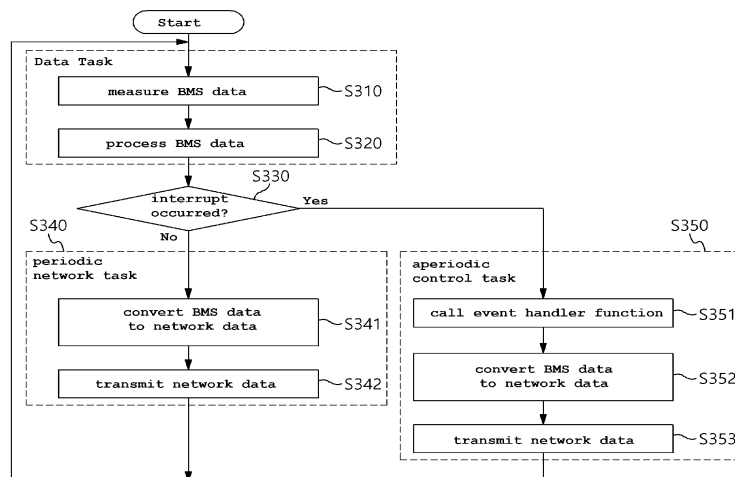 Start
Data Task
measure BMS data
S310
process BMS data
S320
S330
interrupt
occurred?
Yes
No
S340
periodic
network task
convert BMS data
to network data
S341
transmit network data
S342
S350
aperiodic
control task
call event handler function
S351
convert BMS data
to network data
S352
transmit network data
S353